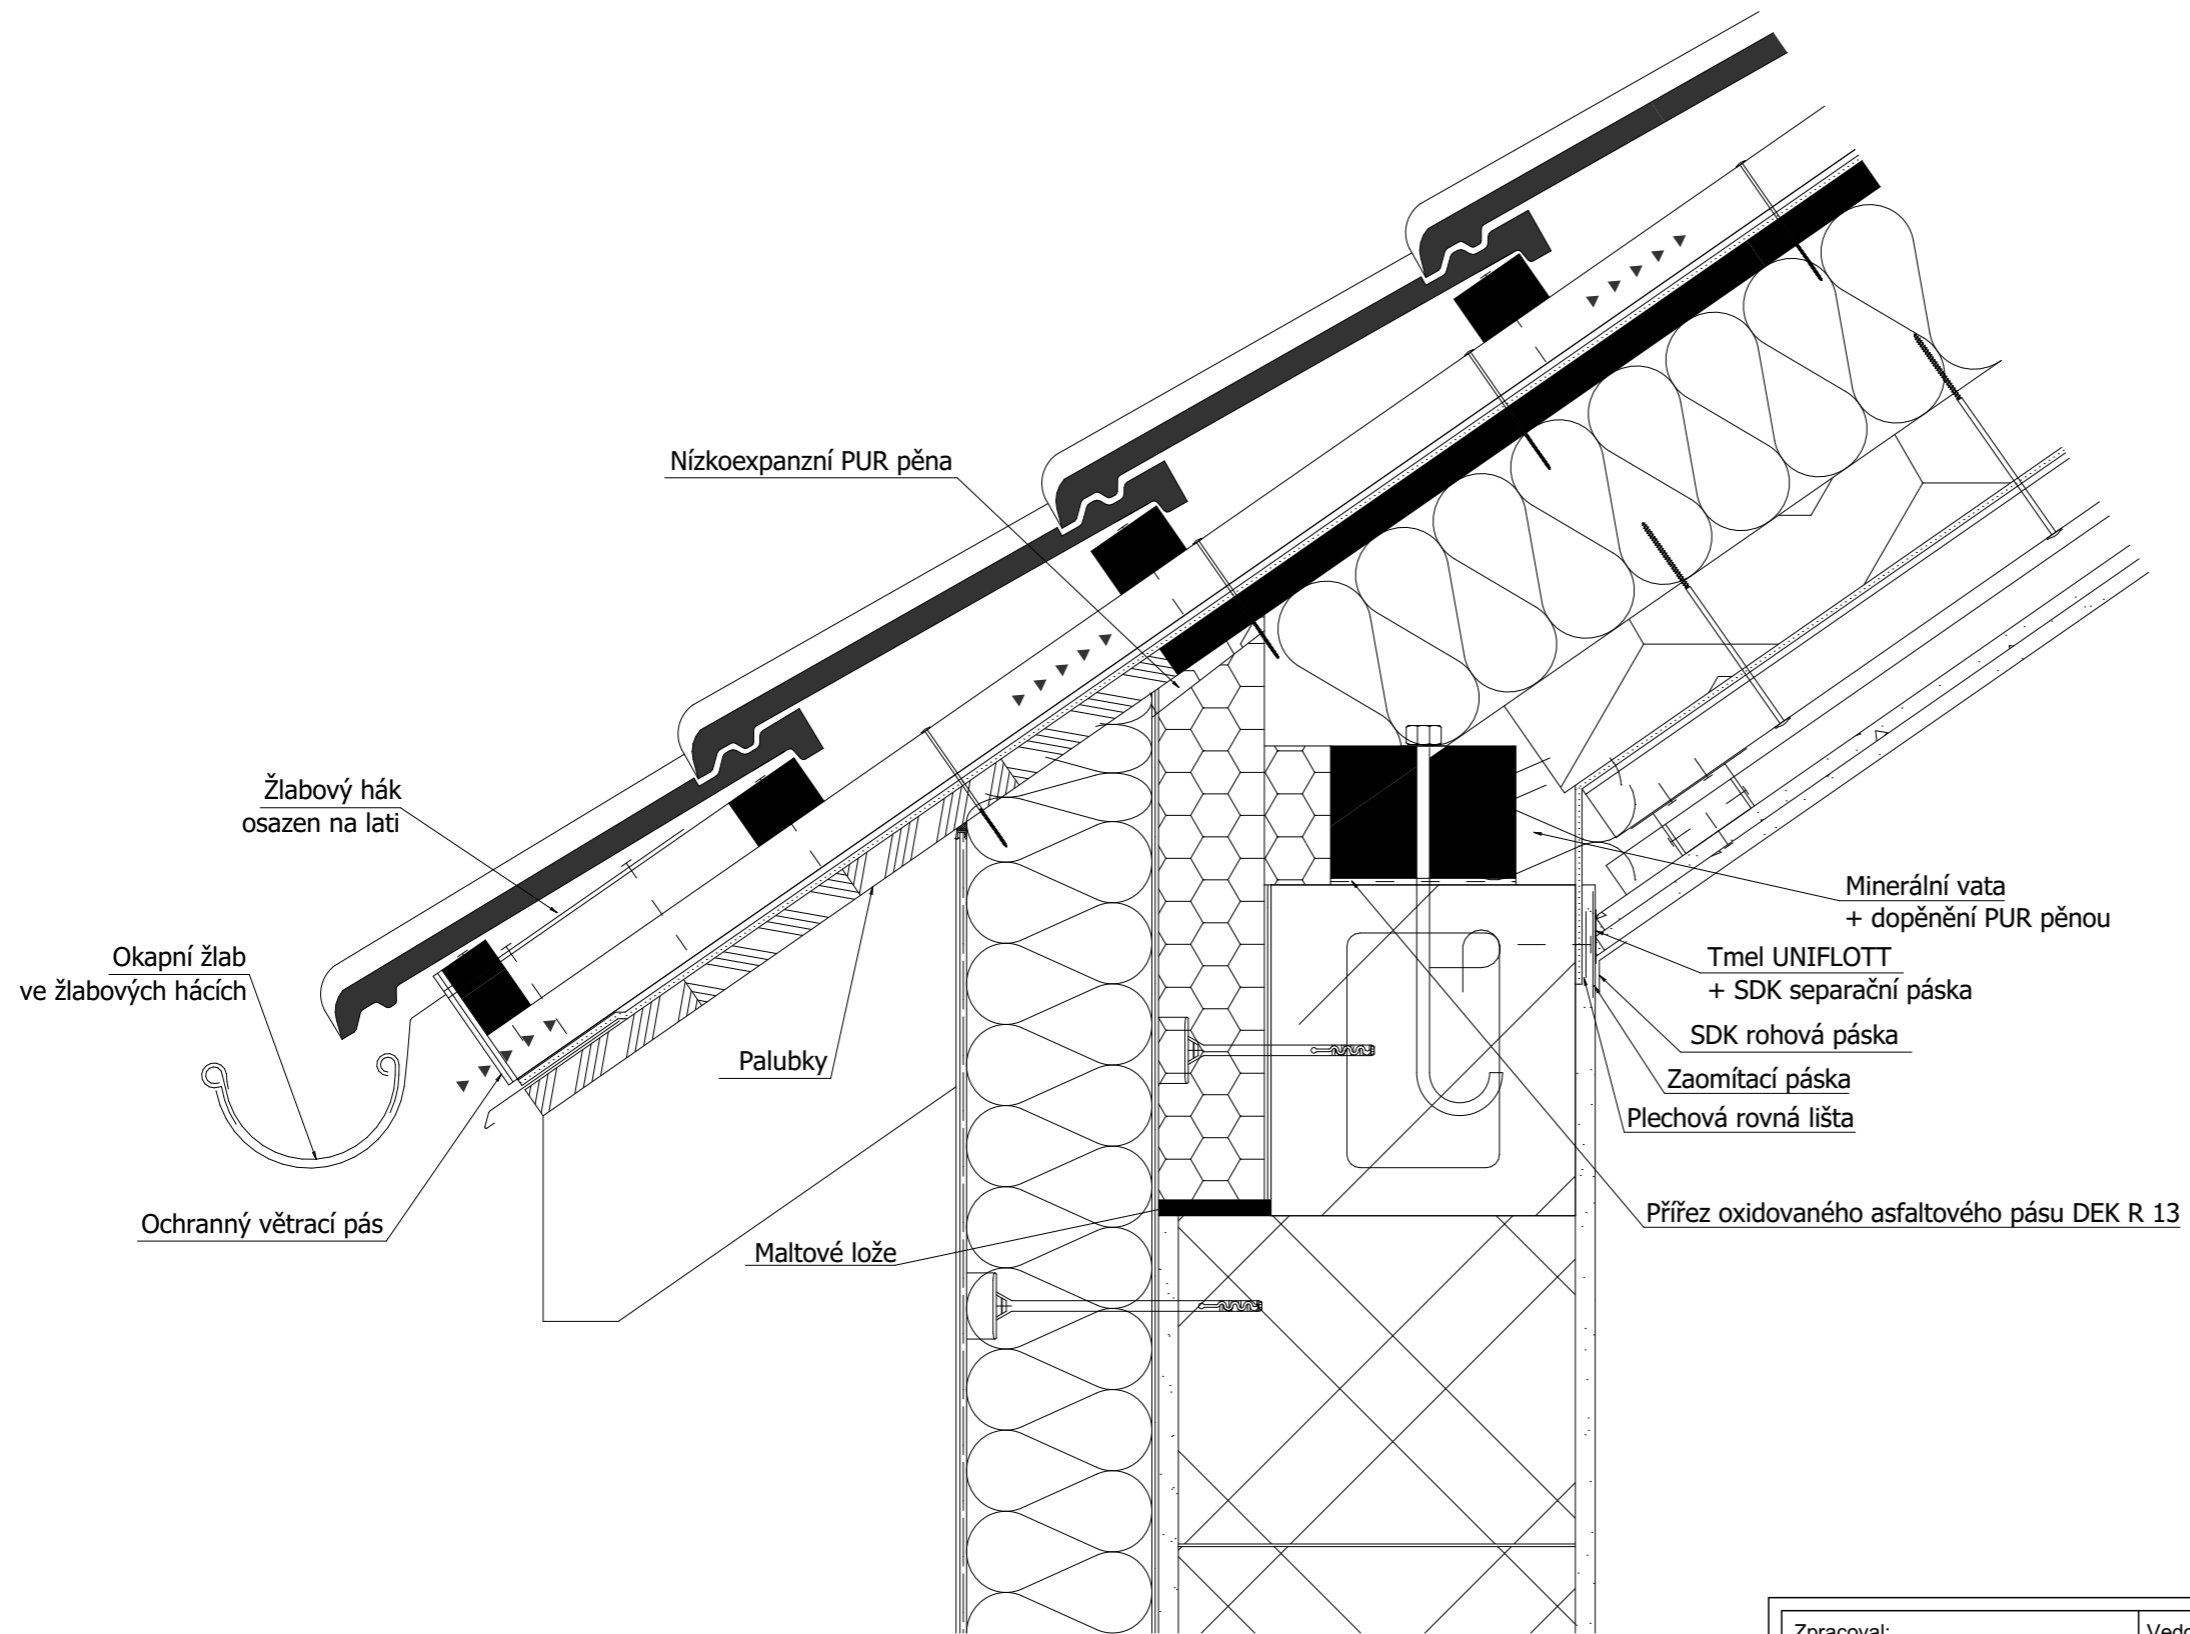 Nízkoexpanzní PUR pěna
Žlabový hák
osazen na lati
Okapní žlab
ve žlabových hácích
Palubky
Ochranný větrací pás
Maltové lože
Minerální vata
+ dopěnění PUR pěnou
Tmel UNIFLOTT
+ SDK separační páska
SDK rohová páska
Zaomítací páska
Plechová rovná lišta
Přířez oxidovaného asfaltového pásu DEK R 13
Zpracoval: